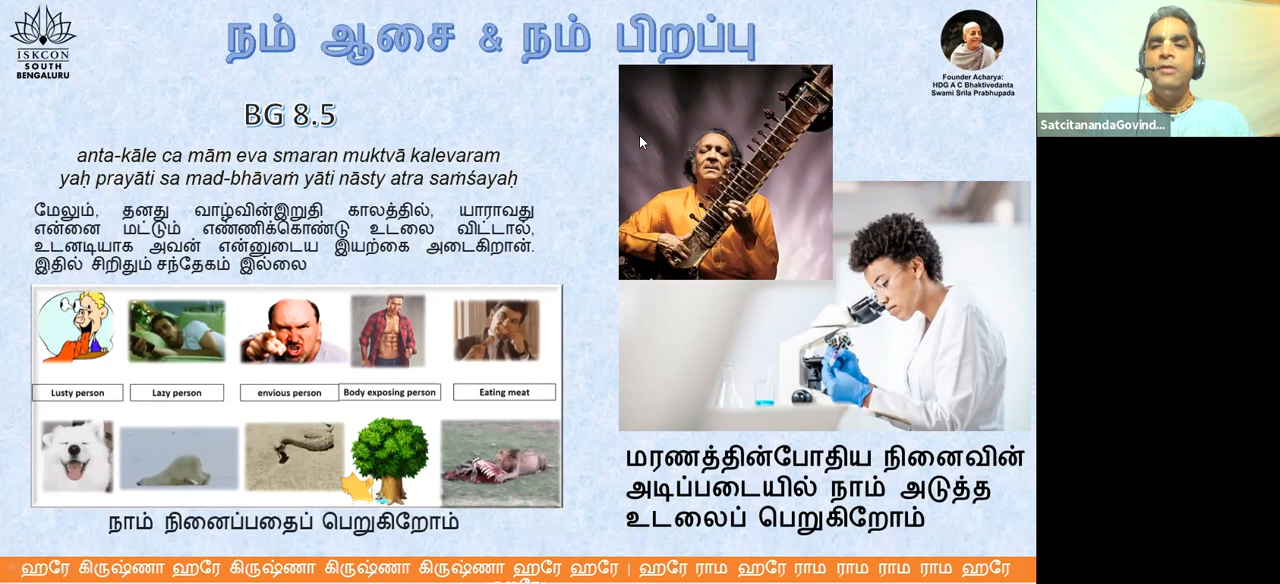 ISKCON
SOUTH
BENGALURU
நம் ஆசை & நம் பிறப்பு
Founder Acharya:
HDG A C Bhaktivedanta
Swami Srila Prabhupada
SatcitanandaGovind...
BG 8.5
anta-kāle ca mām eva smaran muktvā kalevaram
yaḥ prayāti sa mad-bhāvaṁ yāti nāsty atra saṁśayaḥ
மேலும், தனது வாழ்வின்இறுதி காலத்தில், யாராவது
என்னை மட்டும் எண்ணிக்கொண்டு உடலை விட்டால்,
உடனடியாக அவன் என்னுடைய இயற்கை அடைகிறான்.
இதில் சிறிதும் சந்தேகம் இல்லை
Lusty person
Lazy person
envious person
Body exposing person
Eating meat
நாம் நினைப்பதைப் பெறுகிறோம்
மரணத்தின்போதிய நினைவின்
அடிப்படையில் நாம் அடுத்த
உடலைப் பெறுகிறோம்
ஹரே கிருஷ்ணா ஹரே கிருஷ்ணா கிருஷ்ணா கிருஷ்ணா ஹரே ஹரே | ஹரே ராம ஹரே ராம ராம ராம ராம ஹரே